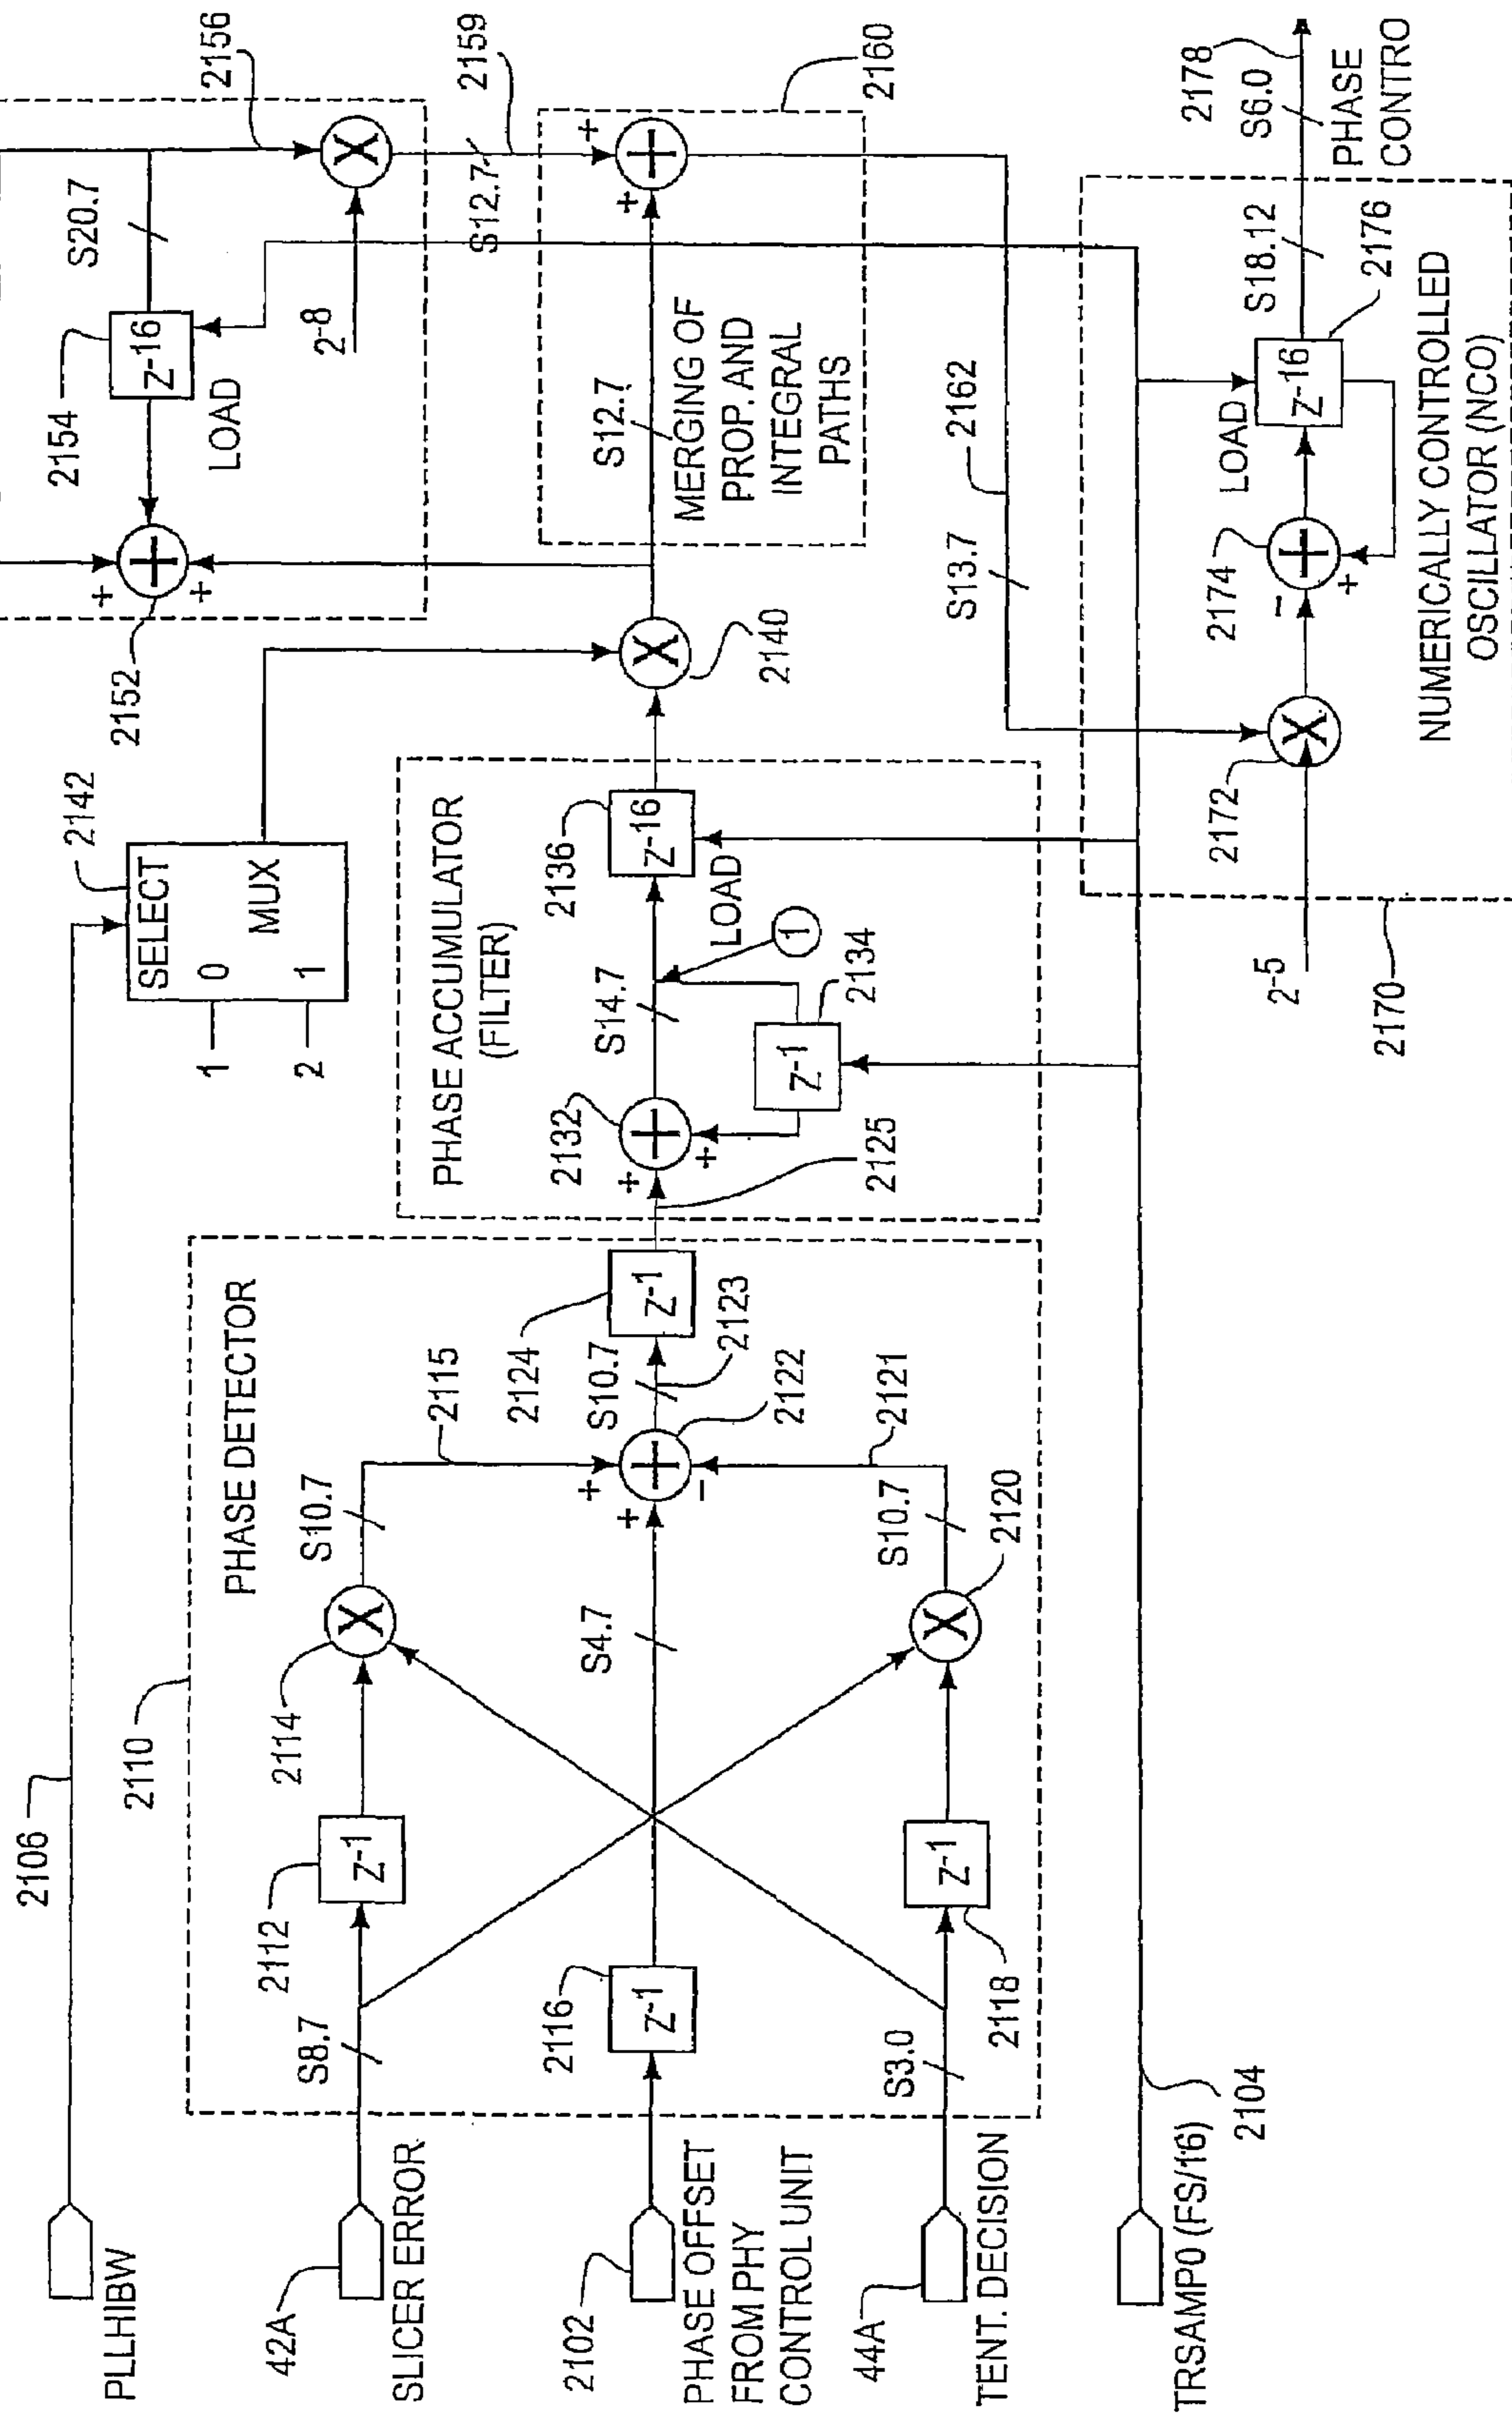 2106
PLLHIBW
SELECT
0
1
MUX
2142
1
2
2152
+
+
2154
Z-16
LOAD
S20.7
2-8
X
2156
S12.7
2159
2110
PHASE DETECTOR
42A
SLICER ERROR
S8.7
2112
Z-1
2114
X
S10.7
2115
2102
PHASE OFFSET
FROM PHY
CONTROL UNIT
2116
Z-1
S4.7
+
+
-
2122
S10.7
2123
2124
Z-1
44A
TENT. DECISION
S3.0
2118
Z-1
X
2120
S10.7
2121
PHASE ACCUMULATOR
(FILTER)
2125
2132
+
+
S14.7
1
Z-1
2134
2136
Z-16
LOAD
X
2140
S12.7
MERGING OF
PROP. AND
INTEGRAL
PATHS
+
+
2160
S13.7
2162
TRSAMP0 (FS/16)
2104
2170
2-5
2172
X
2174
-
+
LOAD
Z-16
2176
S18.12
NUMERICALLY CONTROLLED
OSCILLATOR (NCO)
2178
S6.0
PHASE
CONTRO